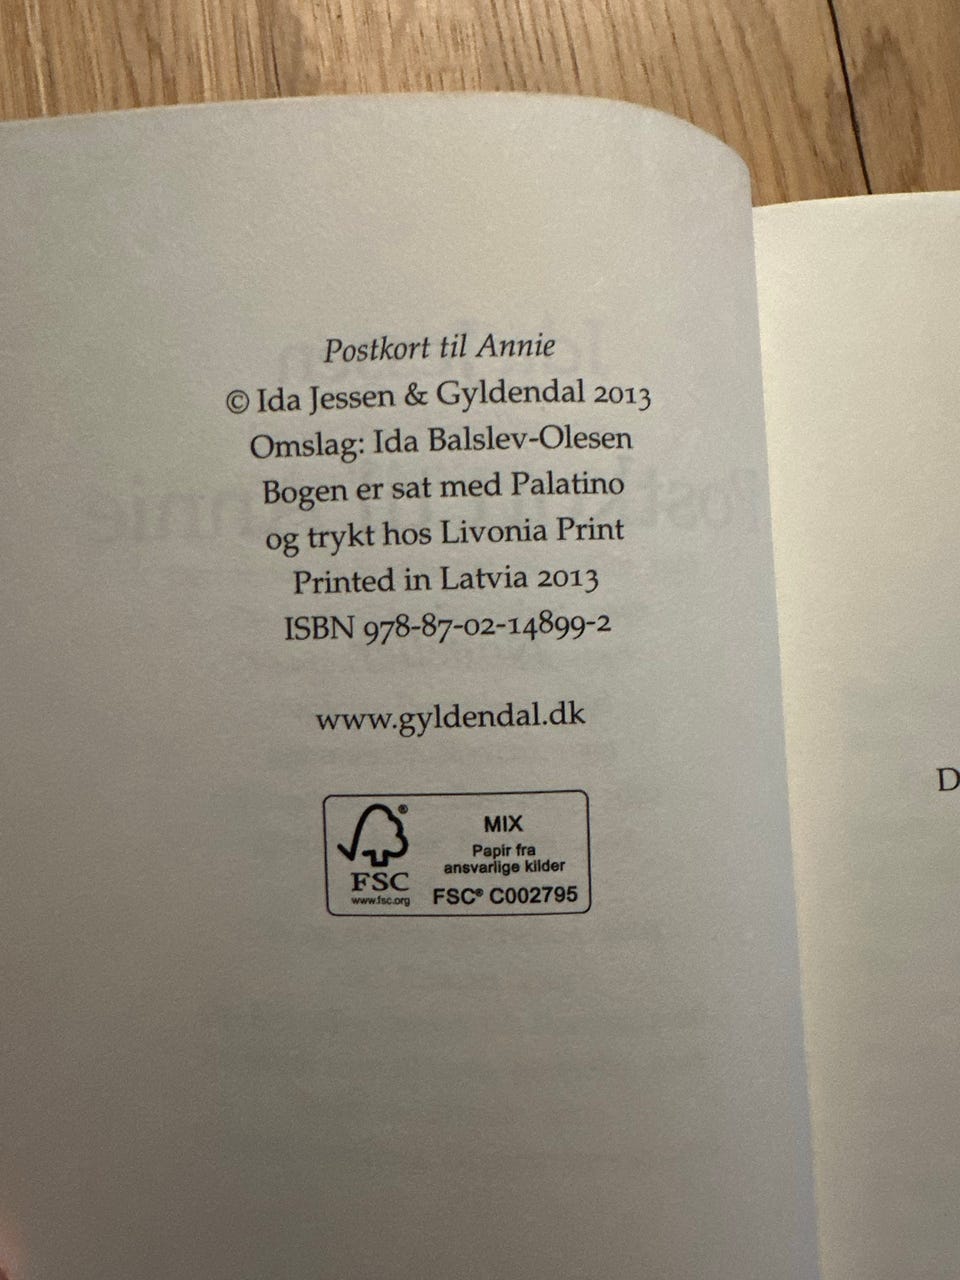 Postkort til Annie
© Ida Jessen & Gyldendal 2013
Omslag: Ida Balslev-Olesen
Bogen er sat med Palatino
og trykt hos Livonia Print
Printed in Latvia 2013
ISBN 978-87-02-14899-2
www.gyldendal.dk
FSC®
www.fsc.org
MIX
Papir fra
ansvarlige kilder
FSC® C002795
D